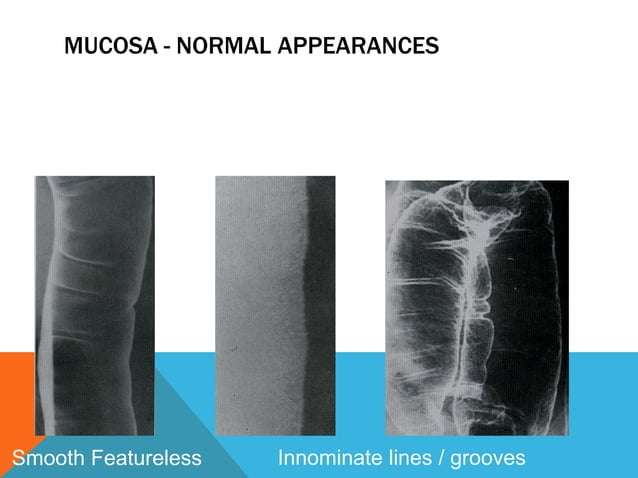 MUCOSA - NORMAL APPEARANCES
Smooth Featureless
Innominate lines / grooves